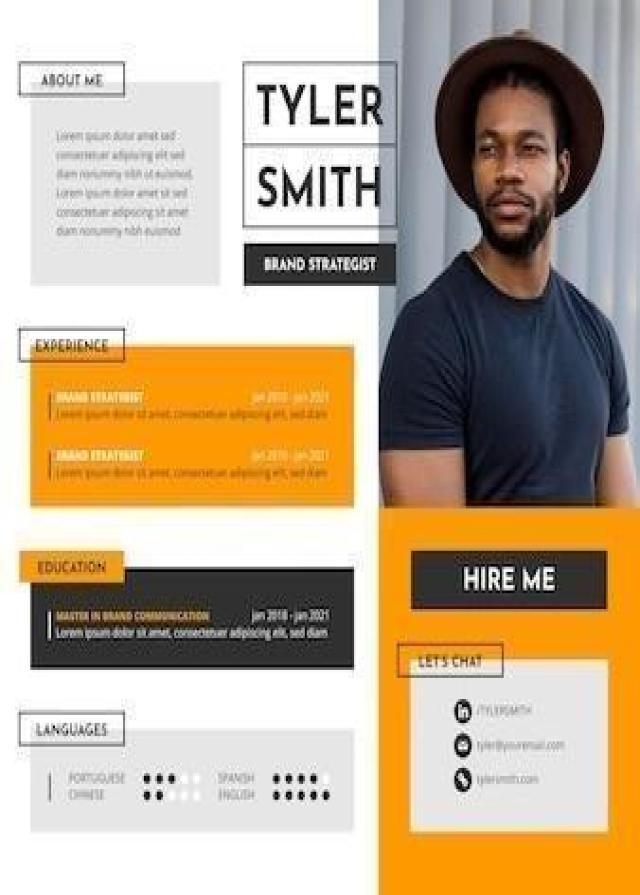 ABOUT ME
Lorem ipsum dolor amet sed
consectetuer adipiscing elit sed
diam nonummy nibh ut euismod.
Lorem ipsum dolor amet sit sed
consectetuer adipiscing sit amet
diam nonummy nibh euismod
TYLER
SMITH
BRAND STRATEGIST
EXPERIENCE
BRAND STRATEGIST jan 2010 - jan 2021
Lorem ipsum dolor sit amet, consectetuer adipiscing elit, sed diam
BRAND STRATEGIST jan 2010 - jan 2021
Lorem ipsum dolor sit amet, consectetuer adipiscing elit, sed diam
EDUCATION
MASTER IN BRAND COMMUNICATION jan 2018 - jan 2021
Lorem ipsum dolor sit amet, consectetuer adipiscing elit, sed diam
LANGUAGES
PORTUGUESE SPANISH
CHINESE ENGLISH
HIRE ME
LET'S CHAT
in /TYLERSMITH
tyler@youremail.com
tylersmith.com